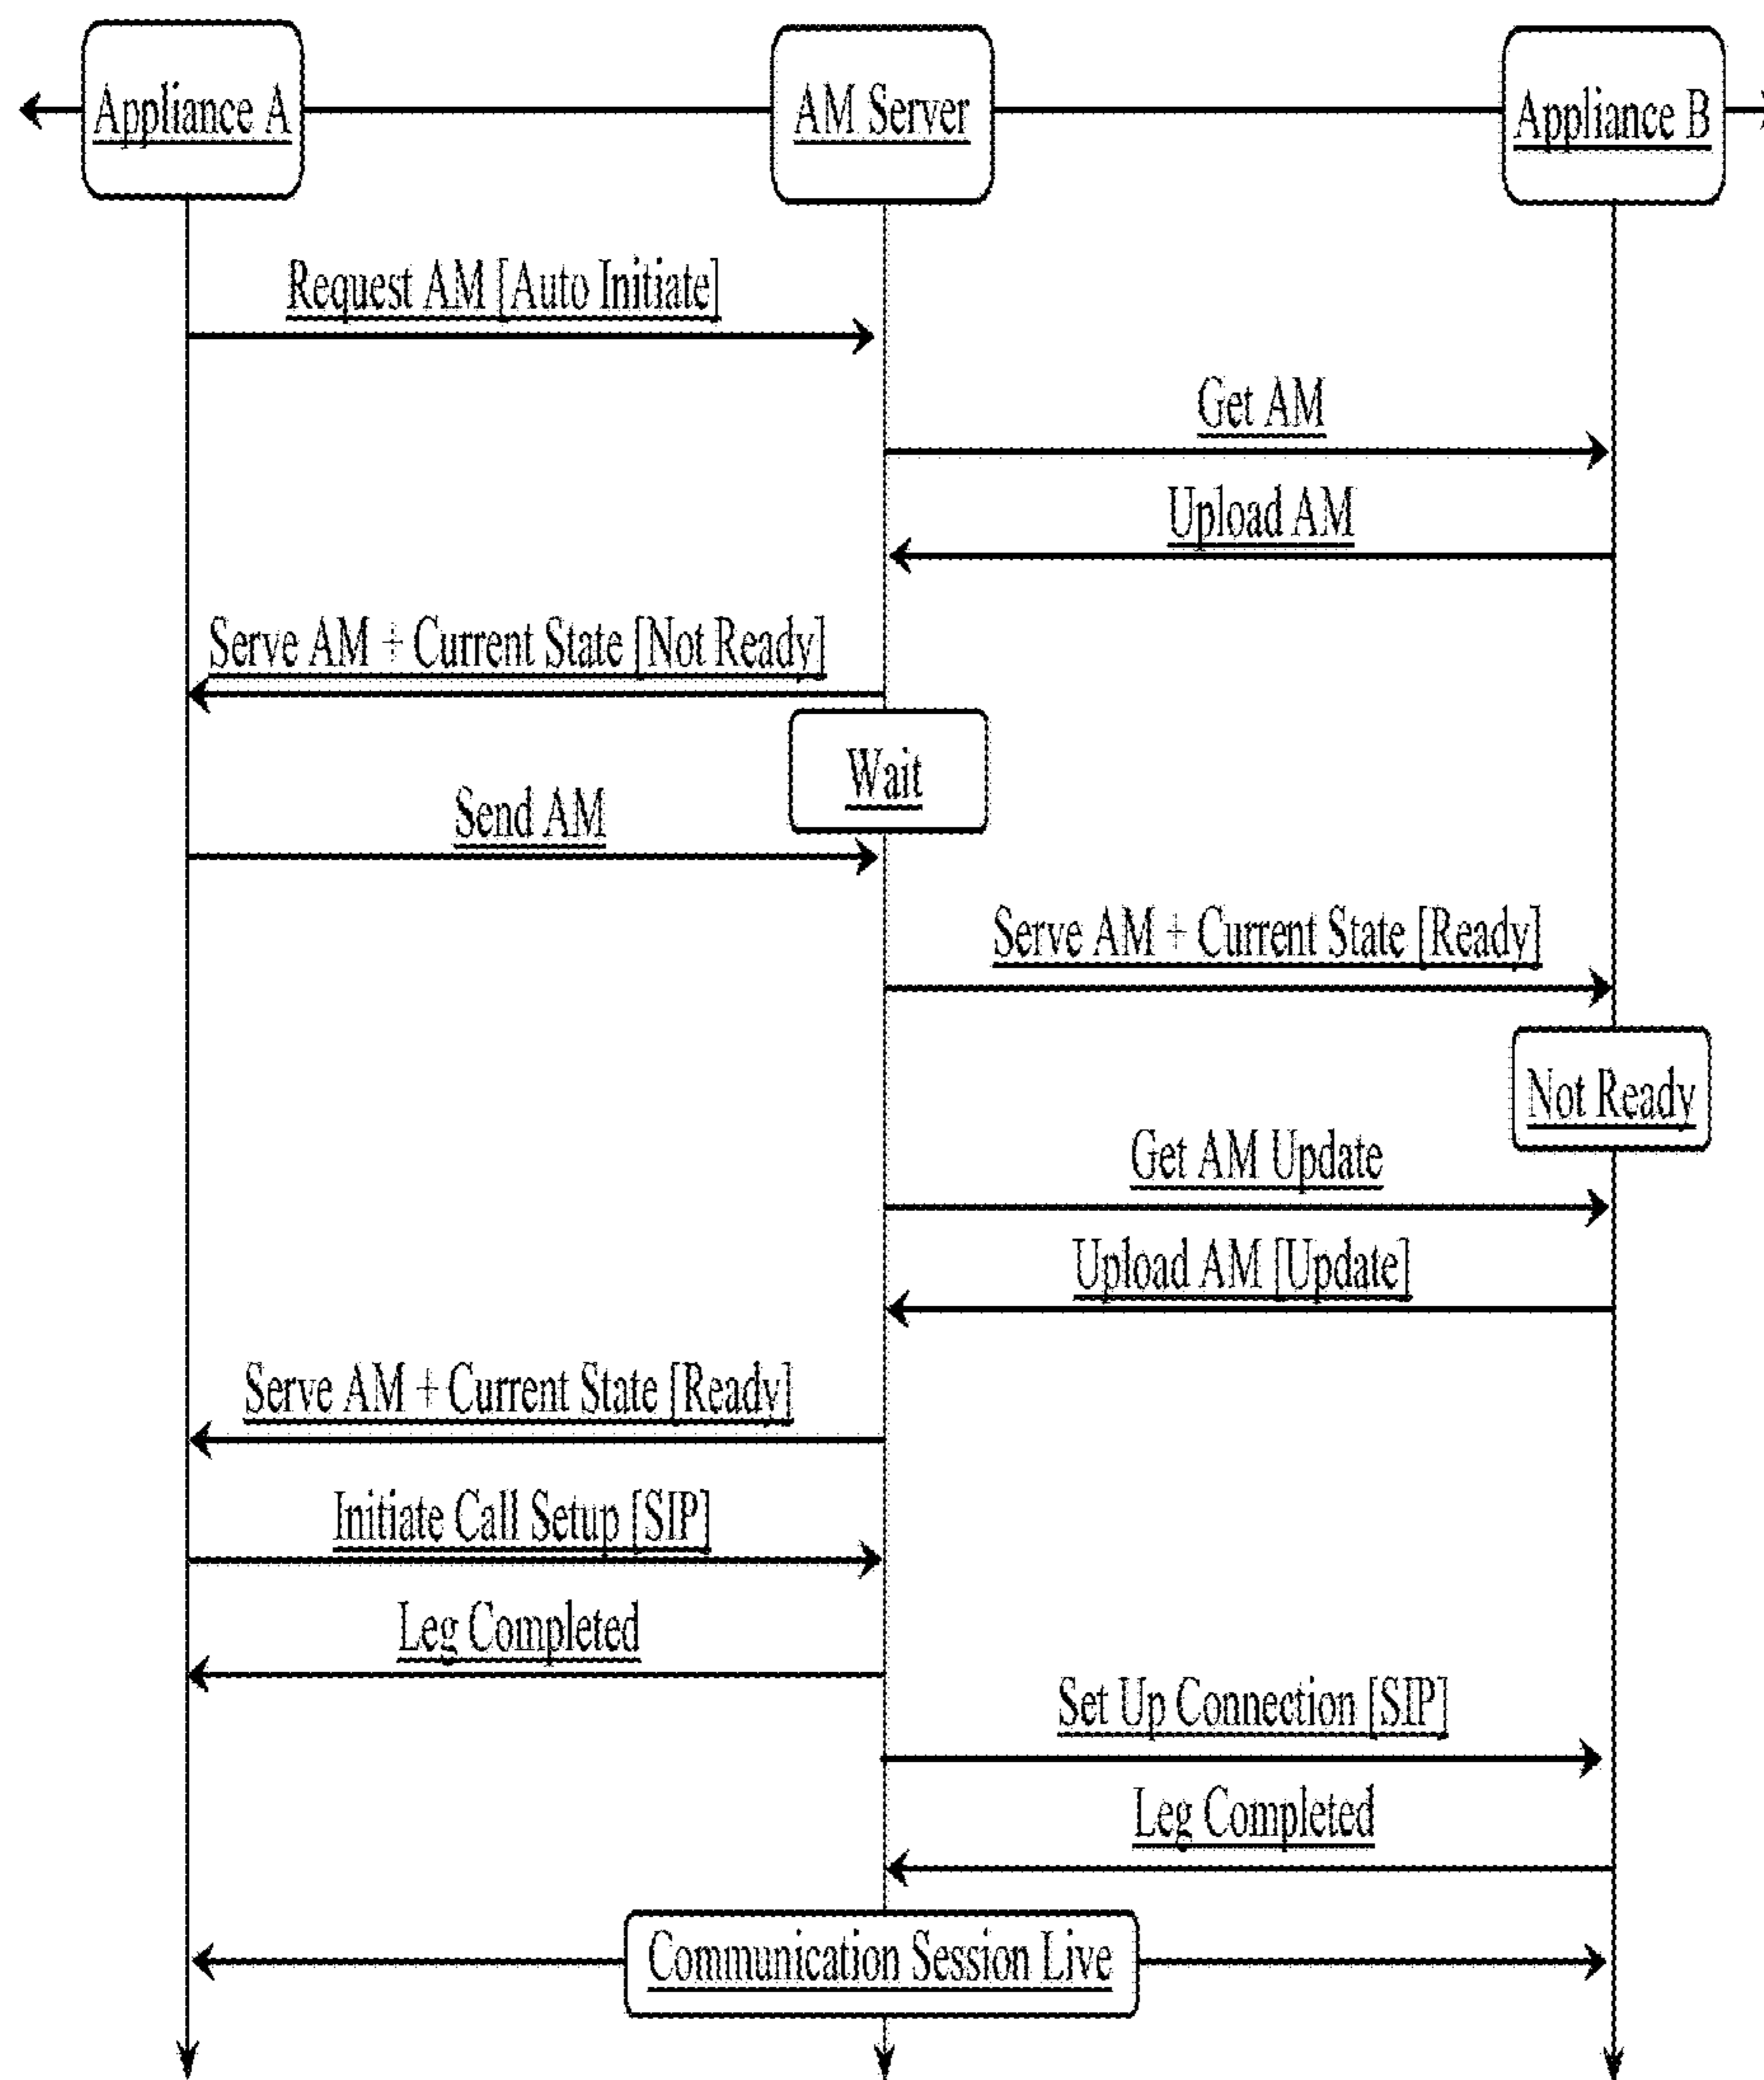 Appliance A
AM Server
Appliance B
Request AM [Auto Initiate]
Get AM
Upload AM
Serve AM + Current State [Not Ready]
Wait
Send AM
Serve AM + Current State [Ready]
Not Ready
Get AM Update
Upload AM [Update]
Serve AM + Current State [Ready]
Initiate Call Setup [SIP]
Leg Completed
Set Up Connection [SIP]
Leg Completed
Communication Session Live